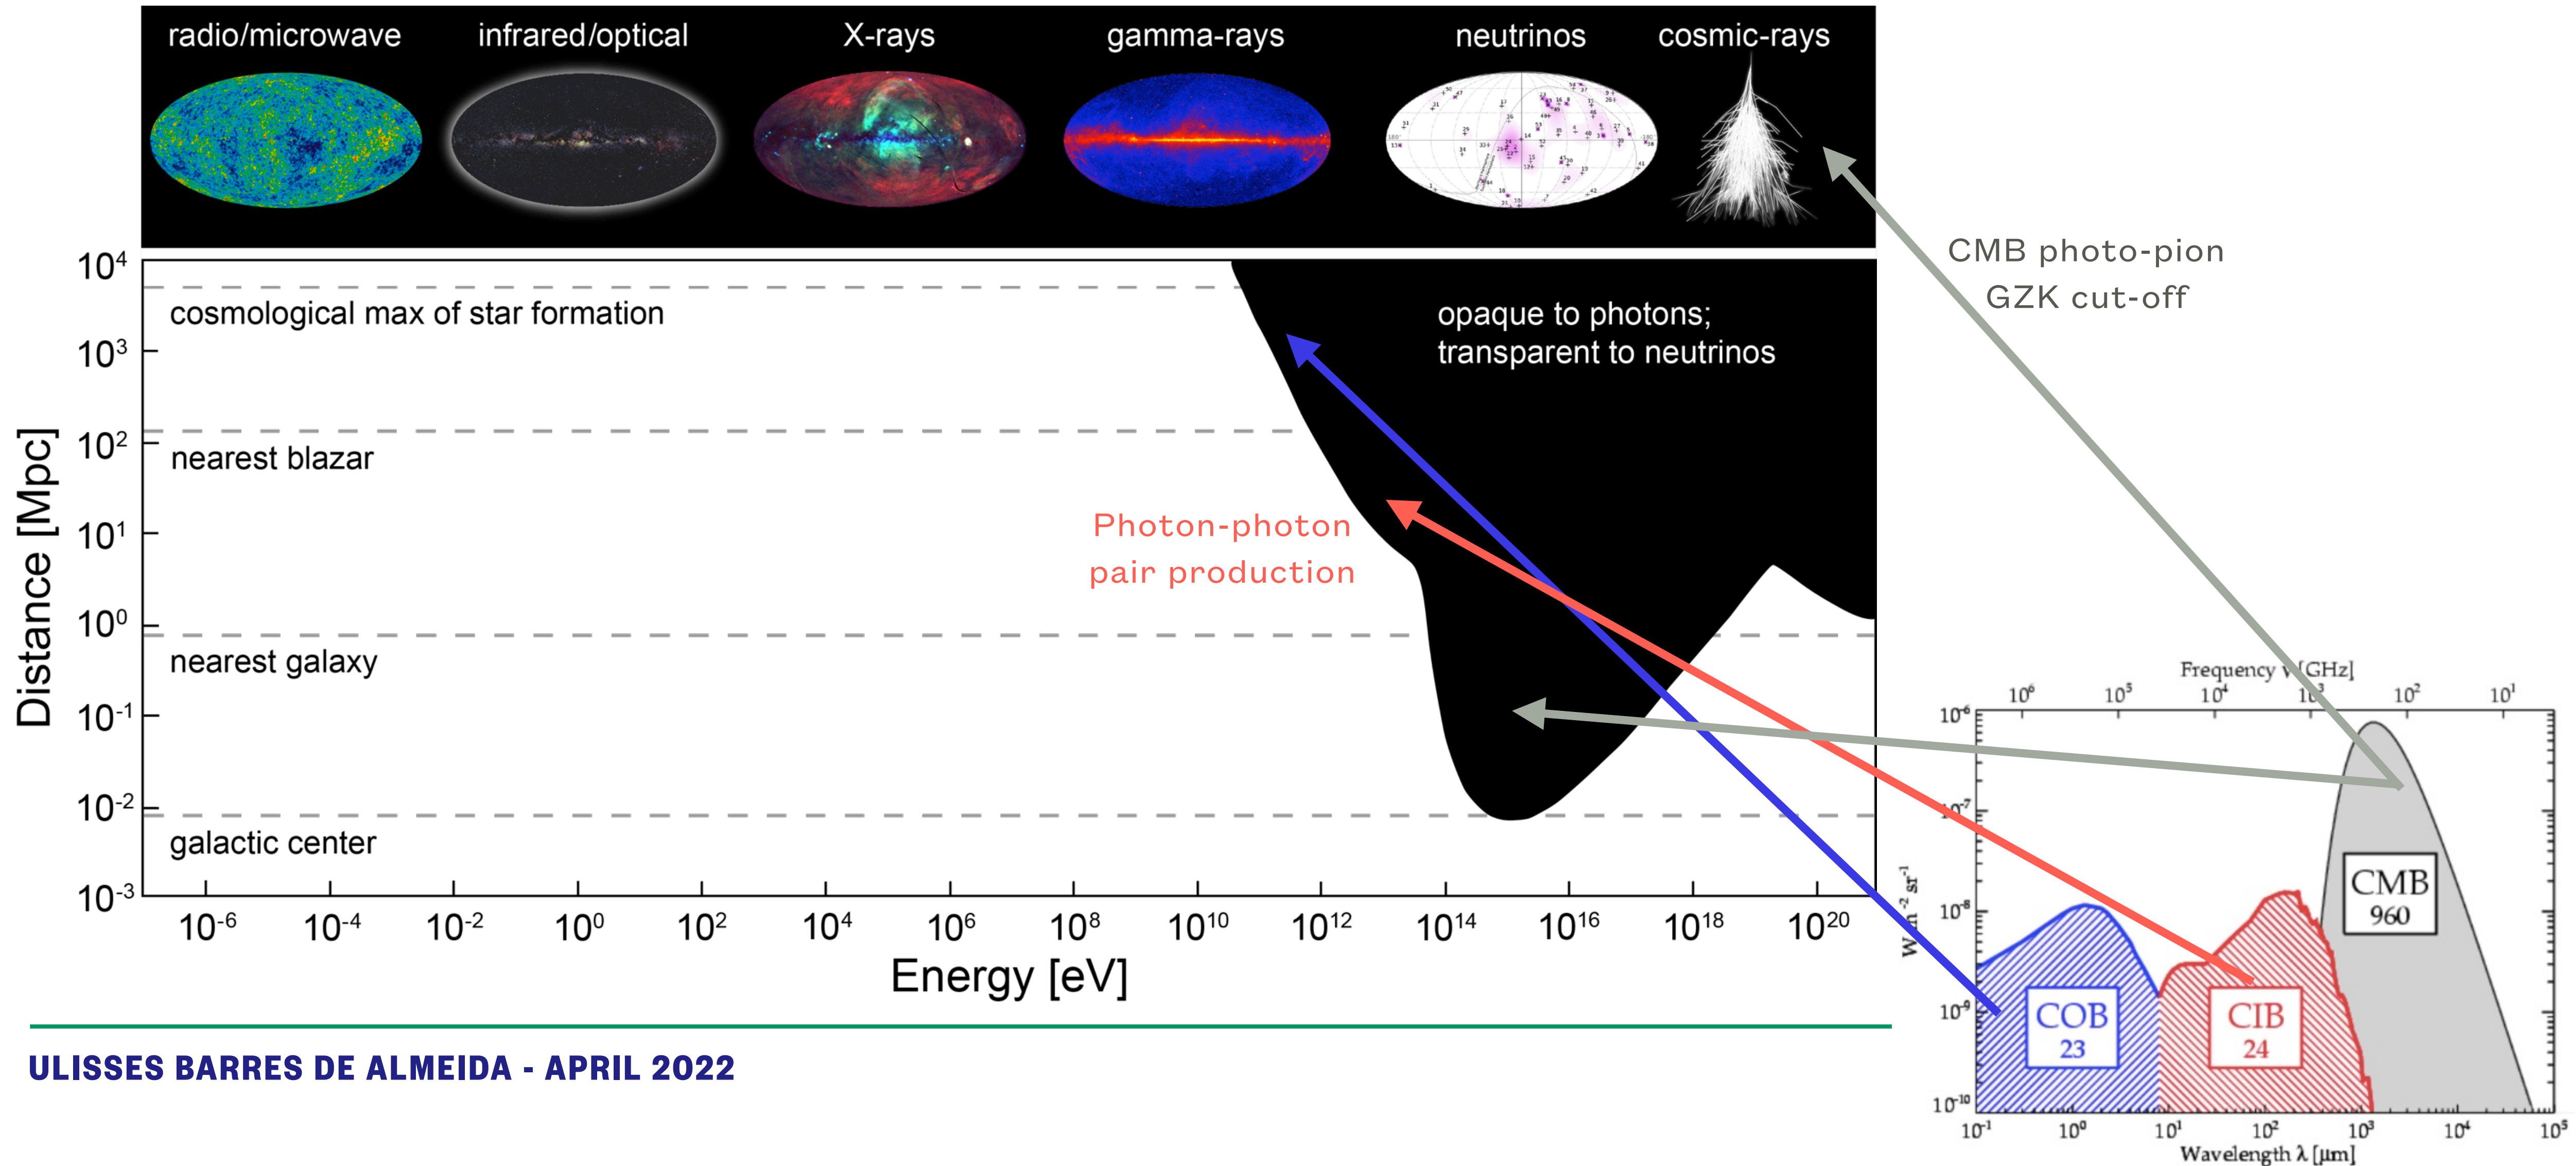 radio/microwave
infrared/optical
X-rays
gamma-rays
neutrinos
cosmic-rays
CMB photo-pion
GZK cut-off
10⁴
10³
10²
10¹
10⁰
10⁻¹
10⁻²
10⁻³
Distance [Mpc]
cosmological max of star formation
nearest blazar
nearest galaxy
galactic center
opaque to photons;
transparent to neutrinos
Photon-photon
pair production
10⁻⁶ 10⁻⁴ 10⁻² 10⁰ 10² 10⁴ 10⁶ 10⁸ 10¹⁰ 10¹² 10¹⁴ 10¹⁶ 10¹⁸ 10²⁰
Energy [eV]
Frequency ν [GHz]
10⁶ 10⁵ 10⁴ 10³ 10² 10¹
10⁻⁶
10⁻⁷
10⁻⁸
10⁻⁹
10⁻¹⁰
sr⁻¹
CMB
960
COB
23
CIB
24
10⁻¹ 10⁰ 10¹ 10² 10³ 10⁴ 10⁵
Wavelength λ [μm]
ULISSES BARRES DE ALMEIDA - APRIL 2022